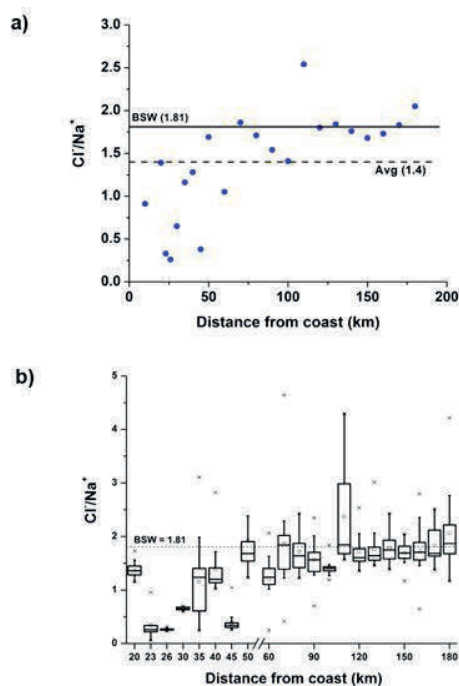 a)
3.0
2.5
2.0
1.5
1.0
0.5
0.0
BSW (1.81)
Avg (1.4)
Cl⁻/Na⁺
0
50
100
150
200
Distance from coast (km)
b)
5
4
3
2
1
0
BSW = 1.81
Cl⁻/Na⁺
20 23 26 30 35 40 45 50 60 90 120 150 180
Distance from coast (km)